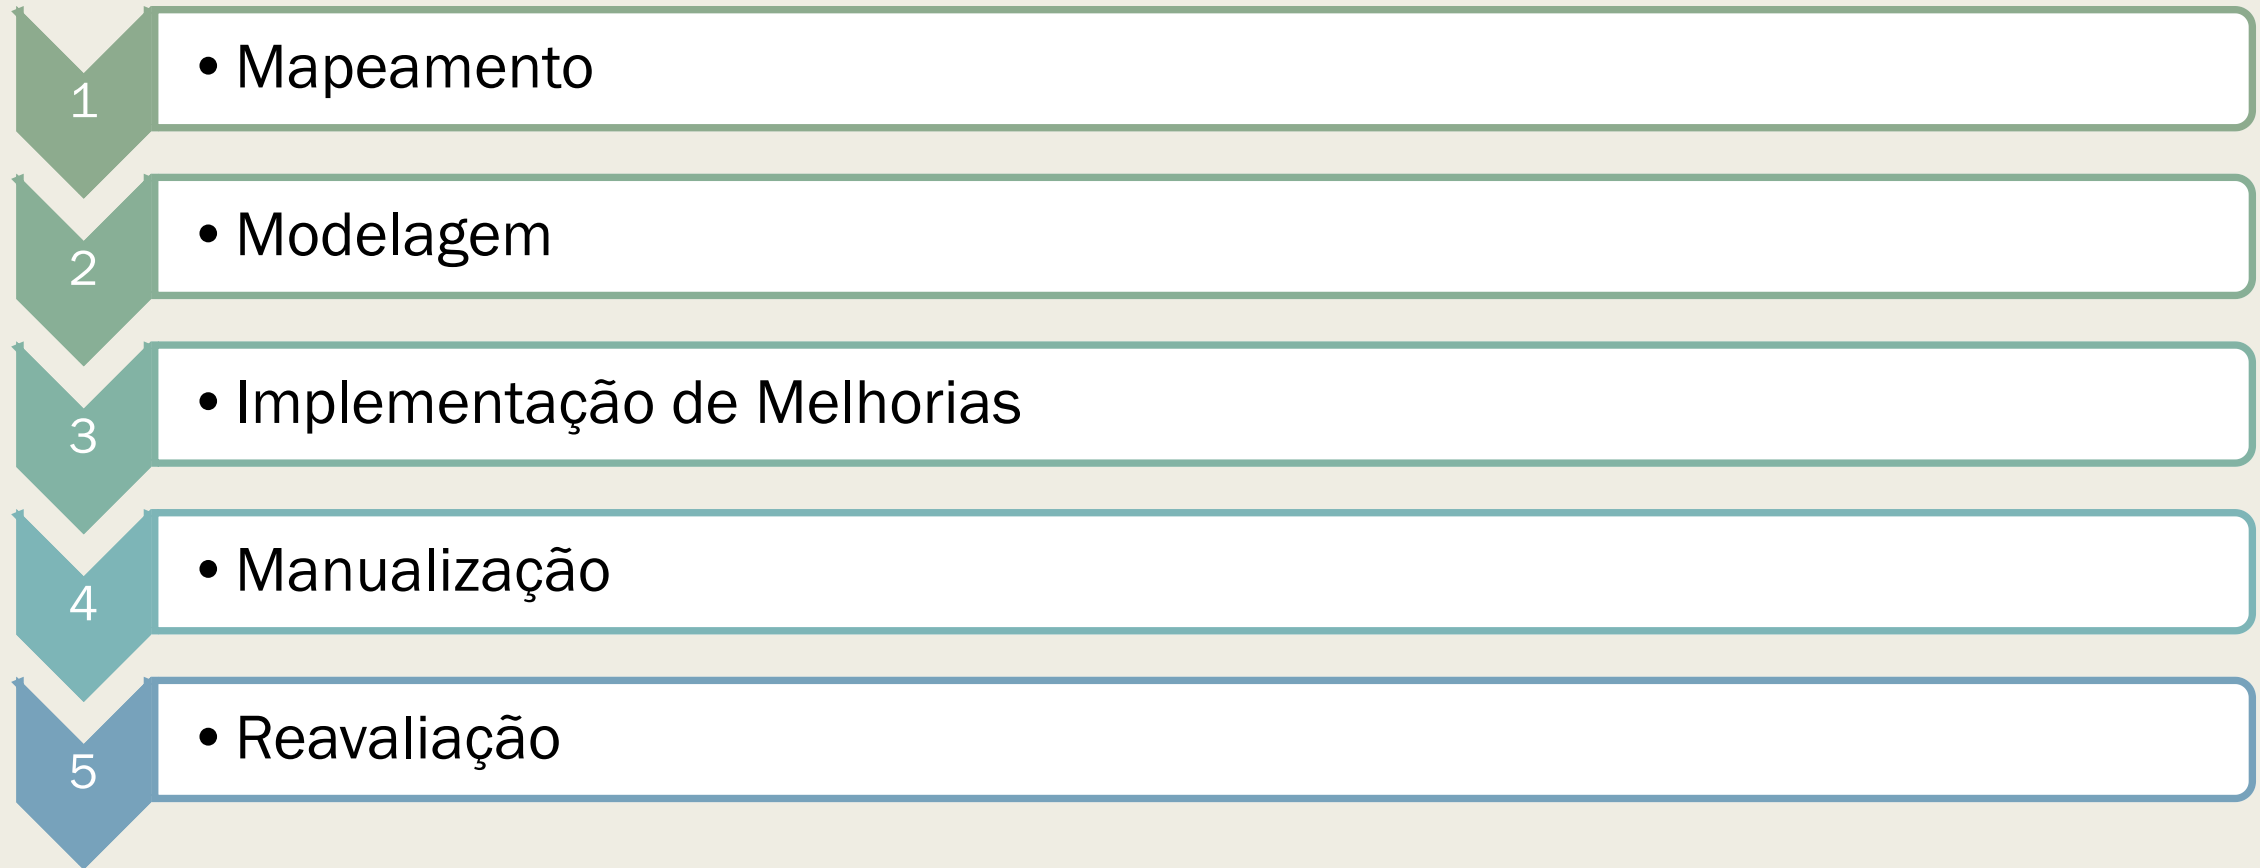 1
• Mapeamento
2
• Modelagem
3
• Implementação de Melhorias
4
• Manualização
5
• Reavaliação